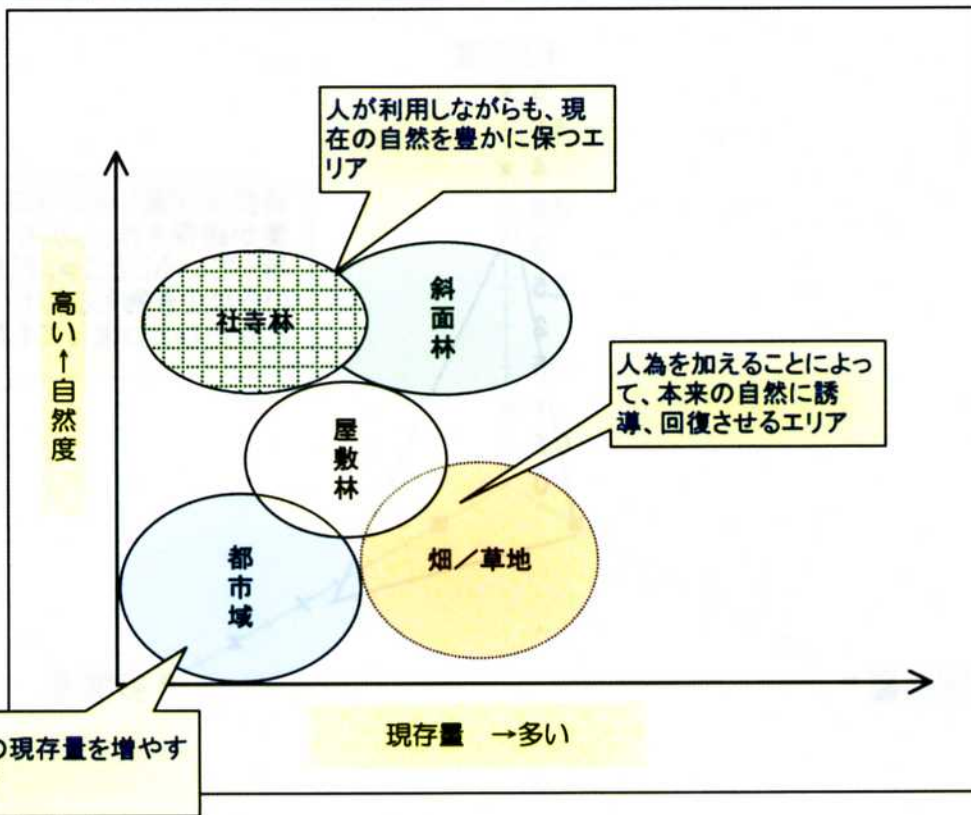 人が利用しながらも、現
在の自然を豊かに保つエ
リア
高い↑自然度
社寺林
斜面林
人為を加えることによっ
て、本来の自然に誘
導、回復させるエリア
屋敷林
都市域
畑／草地
の現存量を増やす
現存量 →多い